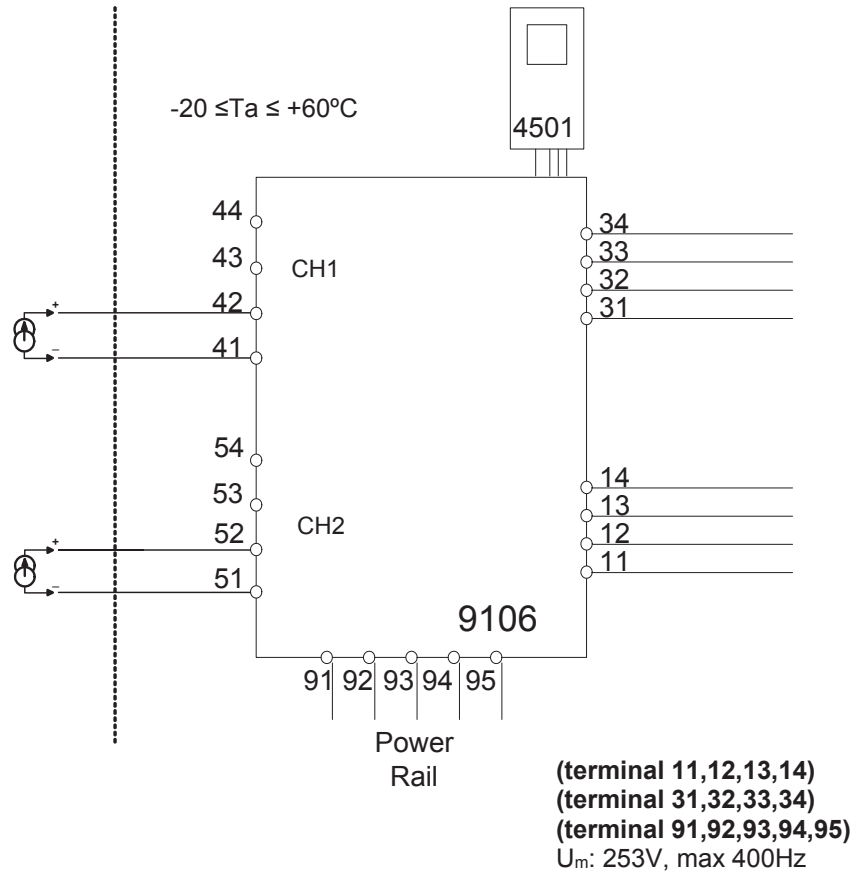 -20 ≤Ta ≤ +60ºC
4501
44
43
CH1
42
41
+
–
34
33
32
31
54
53
CH2
52
51
+
–
14
13
12
11
9106
91 92 93 94 95
Power
Rail
(terminal 11,12,13,14)
(terminal 31,32,33,34)
(terminal 91,92,93,94,95)
Um: 253V, max 400Hz